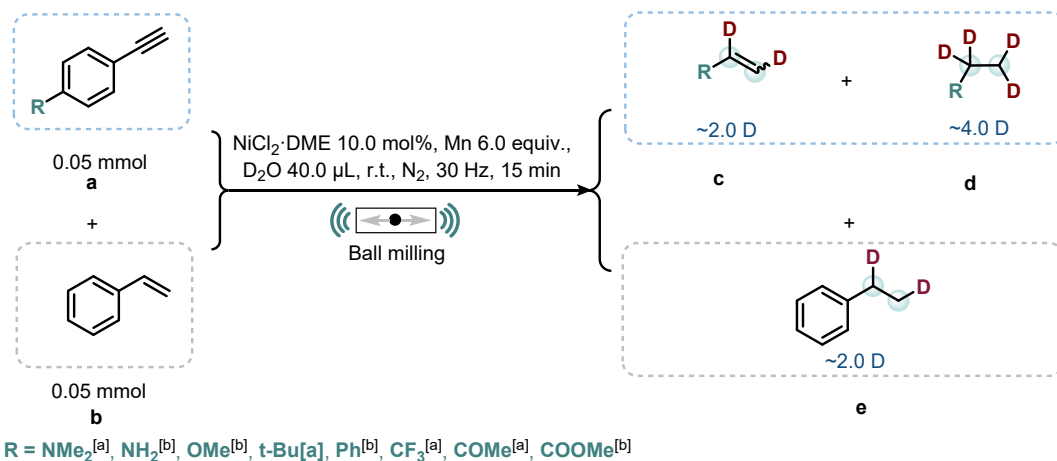 R
0.05 mmol
a
+
0.05 mmol
b
NiCl₂·DME 10.0 mol%, Mn 6.0 equiv.,
D₂O 40.0 µL, r.t., N₂, 30 Hz, 15 min
Ball milling
D
D
R
~2.0 D
c
+
D
D
D
D
R
~4.0 D
d
+
D
D
~2.0 D
e
R = NMe₂[a], NH₂[b], OMe[b], t-Bu[a], Ph[b], CF₃[a], COMe[a], COOMe[b]